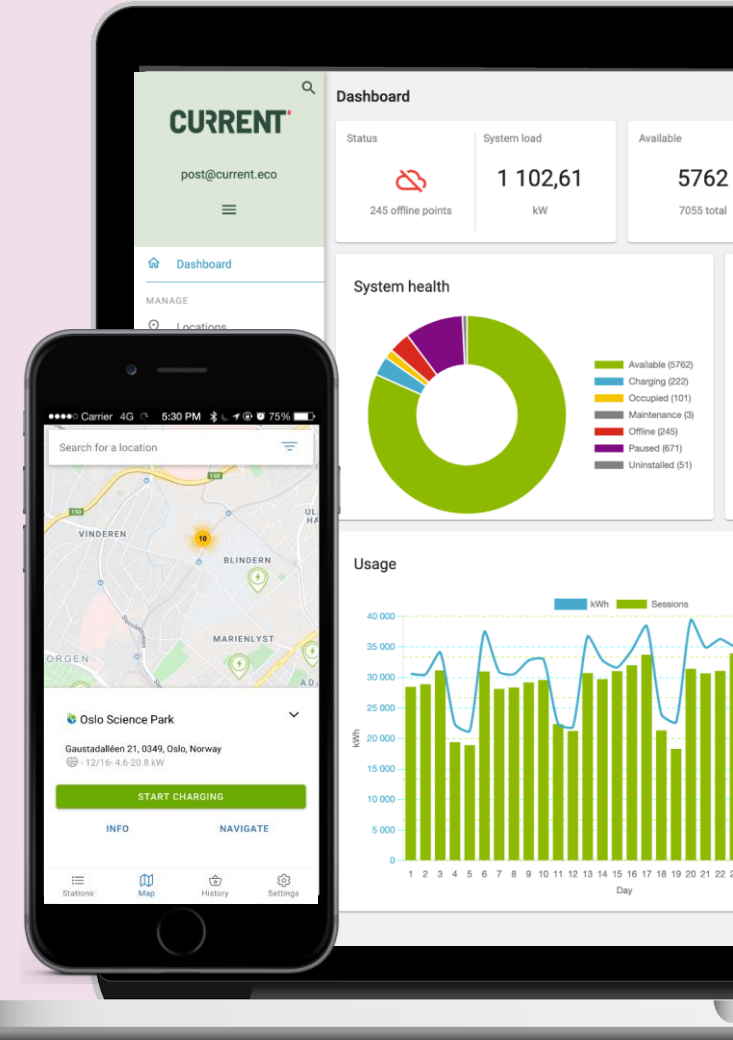 CURRENT
post@current.eco
Dashboard
MANAGE
Locations
Dashboard
Status
245 offline points
System load
1 102,61
kW
Available
5762
7055 total
System health
Available (5762)
Charging (222)
Occupied (101)
Maintenance (3)
Offline (245)
Paused (671)
Uninstalled (51)
Usage
kWh
Sessions
40 000
35 000
30 000
25 000
20 000
15 000
10 000
5 000
0
kWh
1 2 3 4 5 6 7 8 9 10 11 12 13 14 15 16 17 18 19 20 21 22
Day
Carrier 4G 5:30 PM 75%
Search for a location
150
150
VINDEREN
10
BLINDERN
MARIENLYST
Oslo Science Park
Gaustadalléen 21, 0349, Oslo, Norway
- 12/16- 4.6-20.8 kW
START CHARGING
INFO
NAVIGATE
Stations
Map
History
Settings